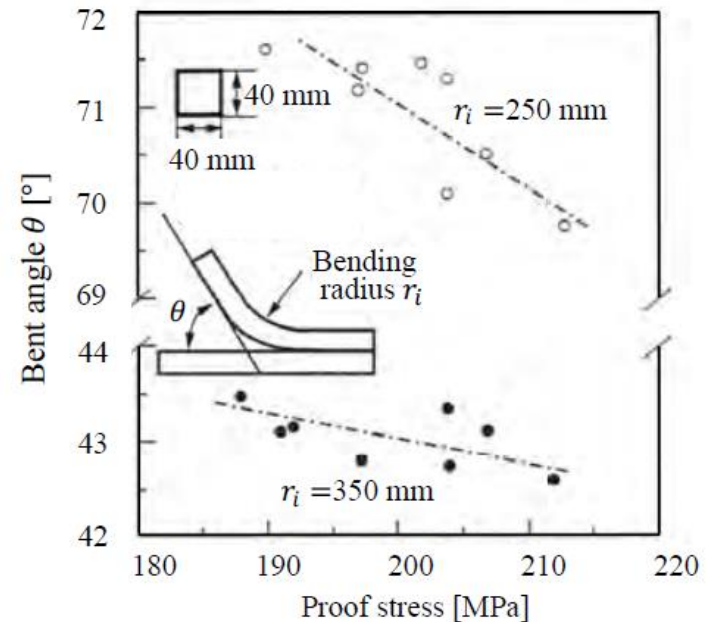 72
71
70
69
44
43
42
Bent angle θ [°]
40 mm
40 mm
r_i =250 mm
Bending
radius r_i
θ
r_i =350 mm
180
190
200
210
220
Proof stress [MPa]